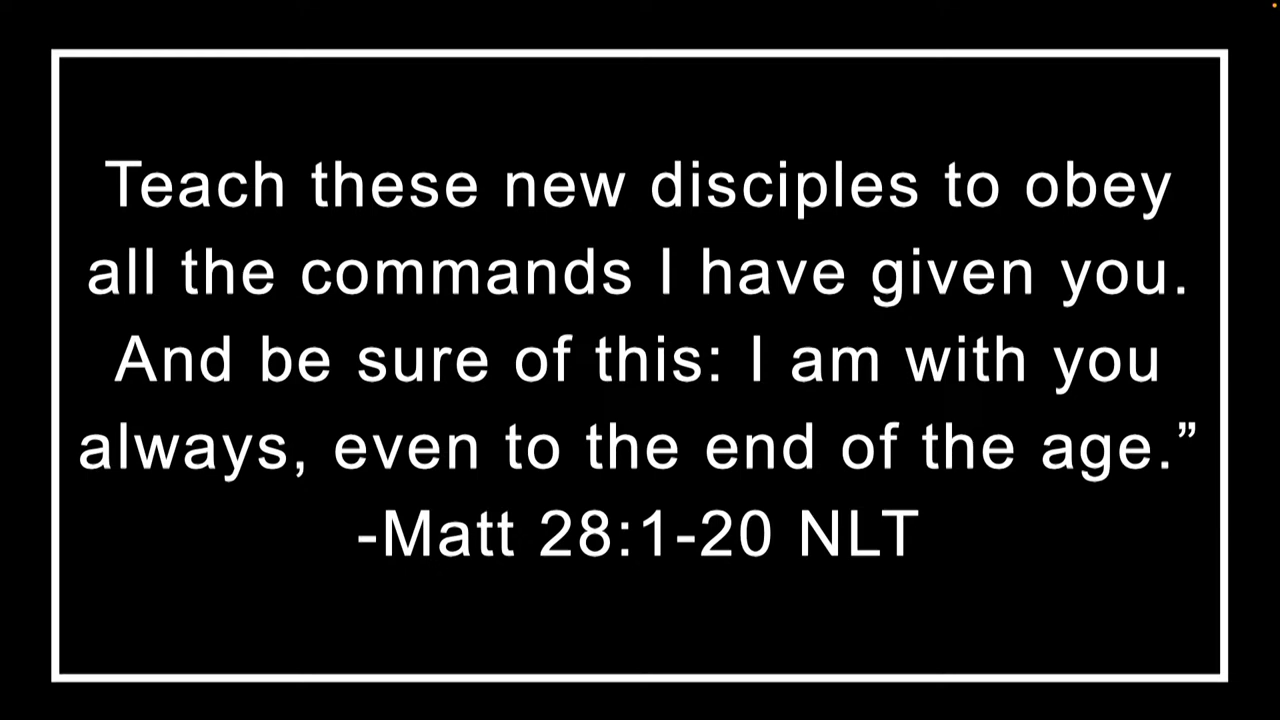 Teach these new disciples to obey
all the commands I have given you.
And be sure of this: I am with you
always, even to the end of the age.”
-Matt 28:1-20 NLT